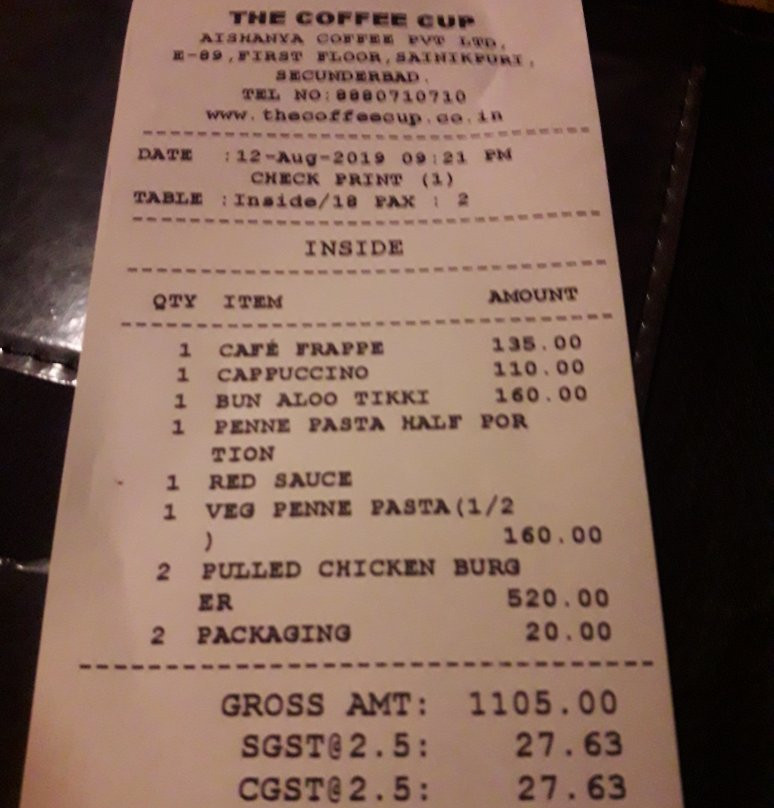 THE COFFEE CUP
AISHANYA COFFEE PVT LTD,
E-89,FIRST FLOOR,SAINIKPURI,
SECUNDERBAD.
TEL NO:8880710710
www.thecoffeecup.co.in
DATE :12-Aug-2019 09:21 PM
CHECK PRINT (1)
TABLE :Inside/18 PAX : 2
INSIDE
QTY ITEM AMOUNT
1 CAFÉ FRAPPE 135.00
1 CAPPUCCINO 110.00
1 BUN ALOO TIKKI 160.00
1 PENNE PASTA HALF POR
TION
1 RED SAUCE
1 VEG PENNE PASTA(1/2
) 160.00
2 PULLED CHICKEN BURG
ER 520.00
2 PACKAGING 20.00
GROSS AMT: 1105.00
SGST@2.5: 27.63
CGST@2.5: 27.63